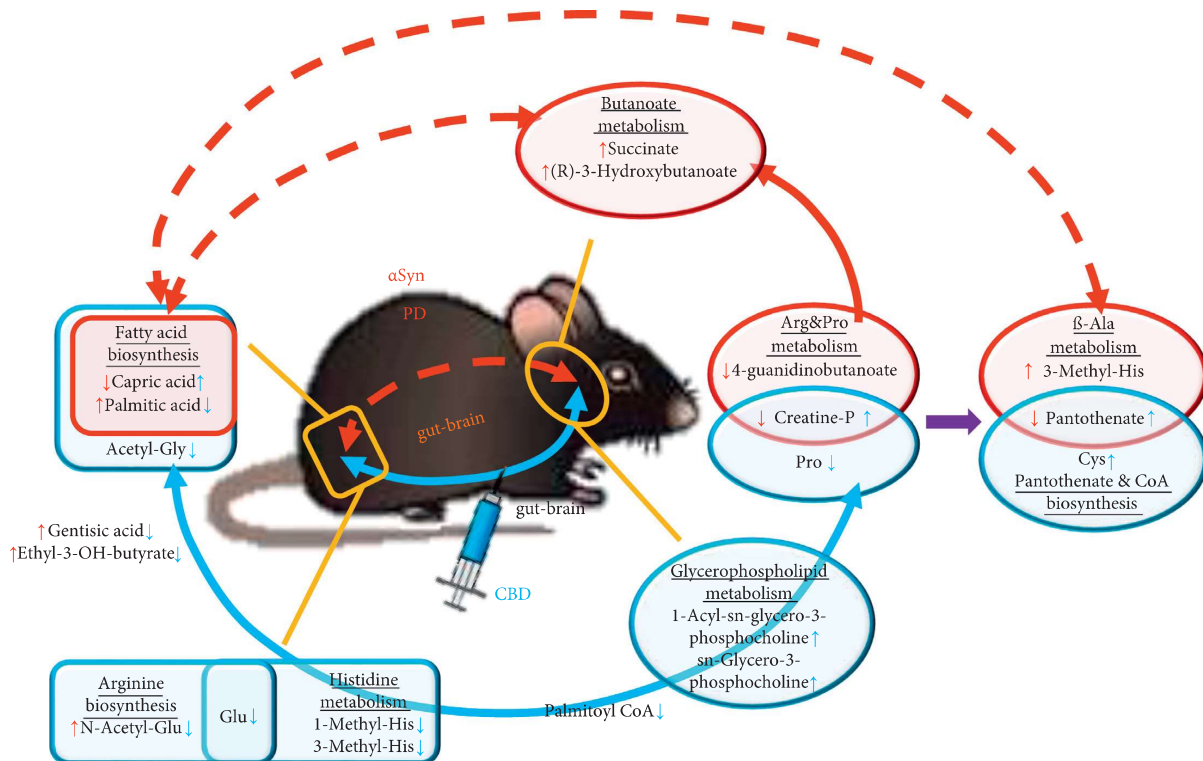 Butanoate
metabolism
↑Succinate
↑(R)-3-Hydroxybutanoate
αSyn
PD
gut-brain
gut-brain
CBD
Fatty acid
biosynthesis
↓Capric acid↑
↑Palmitic acid↓
Acetyl-Gly↓
↑Gentisic acid↓
↑Ethyl-3-OH-butyrate↓
Arg&Pro
metabolism
↓4-guanidinobutanoate
↓ Creatine-P ↑
Pro ↓
ß-Ala
metabolism
↑ 3-Methyl-His
↓ Pantothenate ↑
Cys↑
Pantothenate & CoA
biosynthesis
Glycerophospholipid
metabolism
1-Acyl-sn-glycero-3-
phosphocholine↑
sn-Glycero-3-
phosphocholine↑
Arginine
biosynthesis
↑N-Acetyl-Glu↓
Glu↓
Histidine
metabolism
1-Methyl-His↓
3-Methyl-His↓
Palmitoyl CoA↓